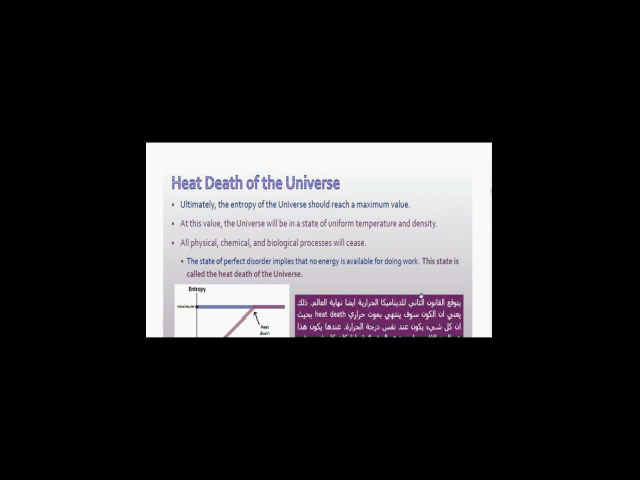 Heat Death of the Universe
• Ultimately, the entropy of the Universe should reach a maximum value.
• At this value, the Universe will be in a state of uniform temperature and density.
• All physical, chemical, and biological processes will cease.
• The state of perfect disorder implies that no energy is available for doing work. This state is
called the heat death of the Universe.
Entropy
maximum
Heat
death
يتوقع القانون الثاني للديناميكا الحرارية ايضا نهاية العالم. ذلك
يعني ان الكون سوف ينتهي بموت حراري heat death بحيث
ان كل شيء يكون عند نفس درجة الحرارة. عندها يكون هذا